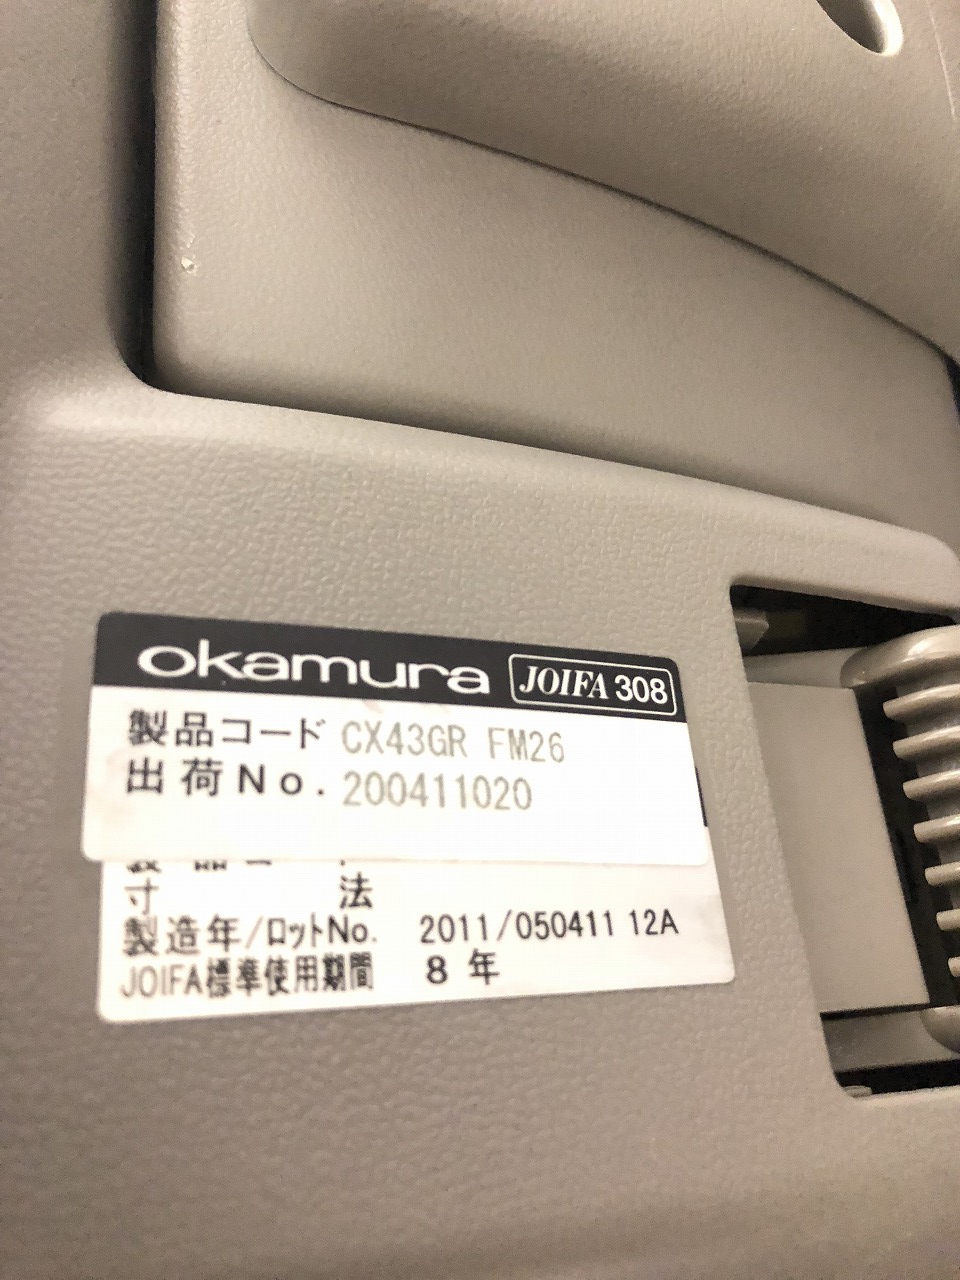 okamura JOIFA 308
製品コード CX43GR FM26
出荷No. 200411020
寸 法
製造年/ロットNo. 2011/050411 12A
JOIFA標準使用期間 8 年